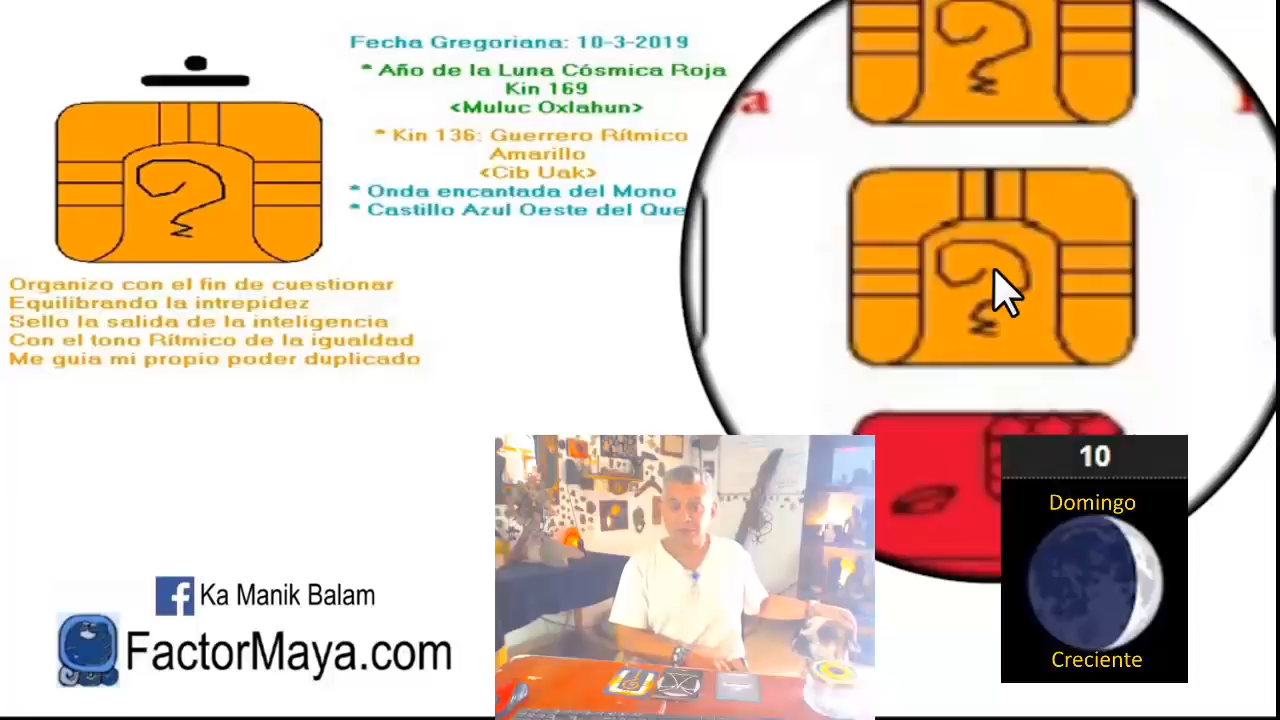 Fecha Gregoriana: 10-3-2019
* Año de la Luna Cósmica Roja
Kin 169
<Muluc Oxlahun>
* Kin 136: Guerrero Rítmico
Amarillo
<Cib Uak>
* Onda encantada del Mono
* Castillo Azul Oeste del Que
Organizo con el fin de cuestionar
Equilibrando la intrepidez
Sello la salida de la inteligencia
Con el tono Rítmico de la igualdad
Me guia mi propio poder duplicado
a
10
Domingo
Creciente
Ka Manik Balam
FactorMaya.com